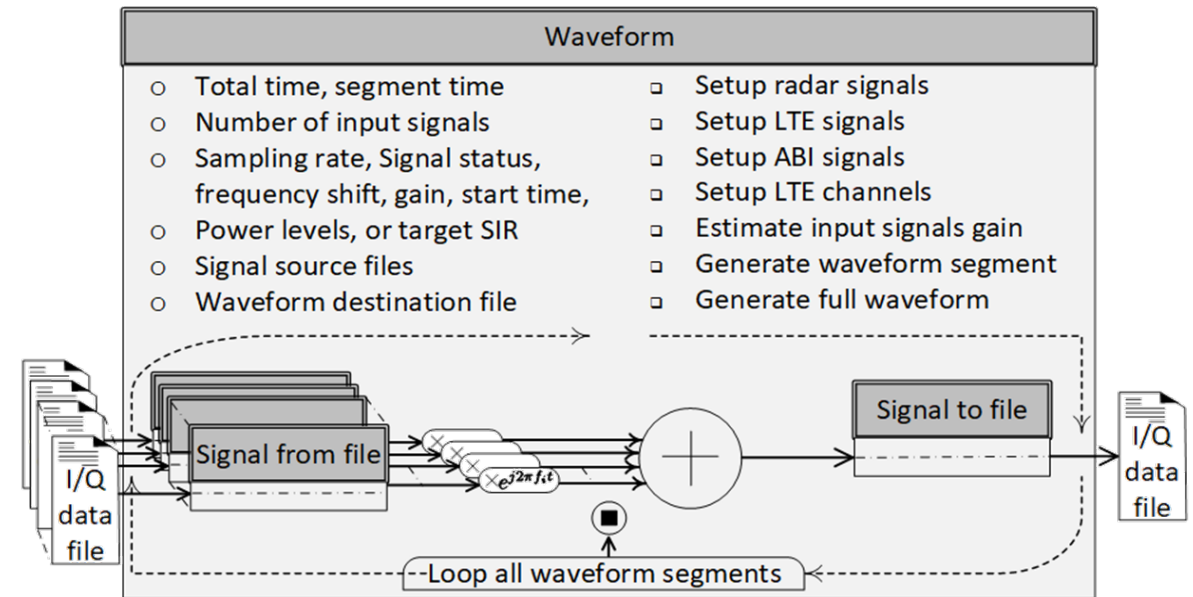 Waveform
Total time, segment time
Number of input signals
Sampling rate, Signal status,
frequency shift, gain, start time,
Power levels, or target SIR
Signal source files
Waveform destination file
Setup radar signals
Setup LTE signals
Setup ABI signals
Setup LTE channels
Estimate input signals gain
Generate waveform segment
Generate full waveform
I/Q
data
file
Signal from file
×
×
×
×e^{j2πf_it}
+
Signal to file
I/Q
data
file
Loop all waveform segments